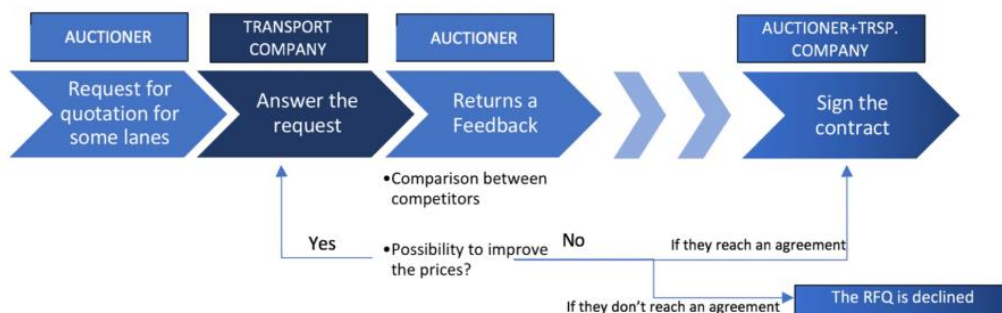 AUCTIONER
TRANSPORT
COMPANY
AUCTIONER
AUCTIONER+TRSP.
COMPANY
Request for
quotation for
some lanes
Answer the
request
Returns a
Feedback
Sign the
contract
•Comparison between
competitors
Yes
•Possibility to improve
the prices?
No
If they reach an agreement
If they don't reach an agreement
The RFQ is declined